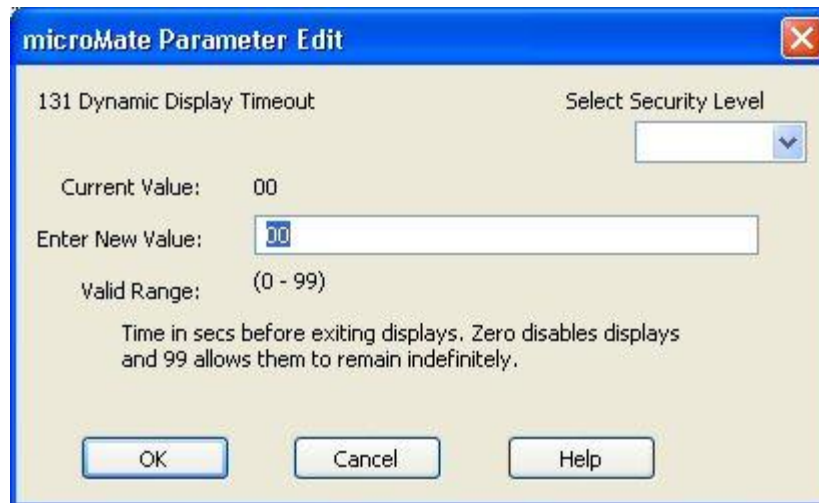 microMate Parameter Edit
131 Dynamic Display Timeout
Select Security Level
Current Value: 00
Enter New Value: 00
Valid Range: (0 - 99)
Time in secs before exiting displays. Zero disables displays
and 99 allows them to remain indefinitely.
OK Cancel Help